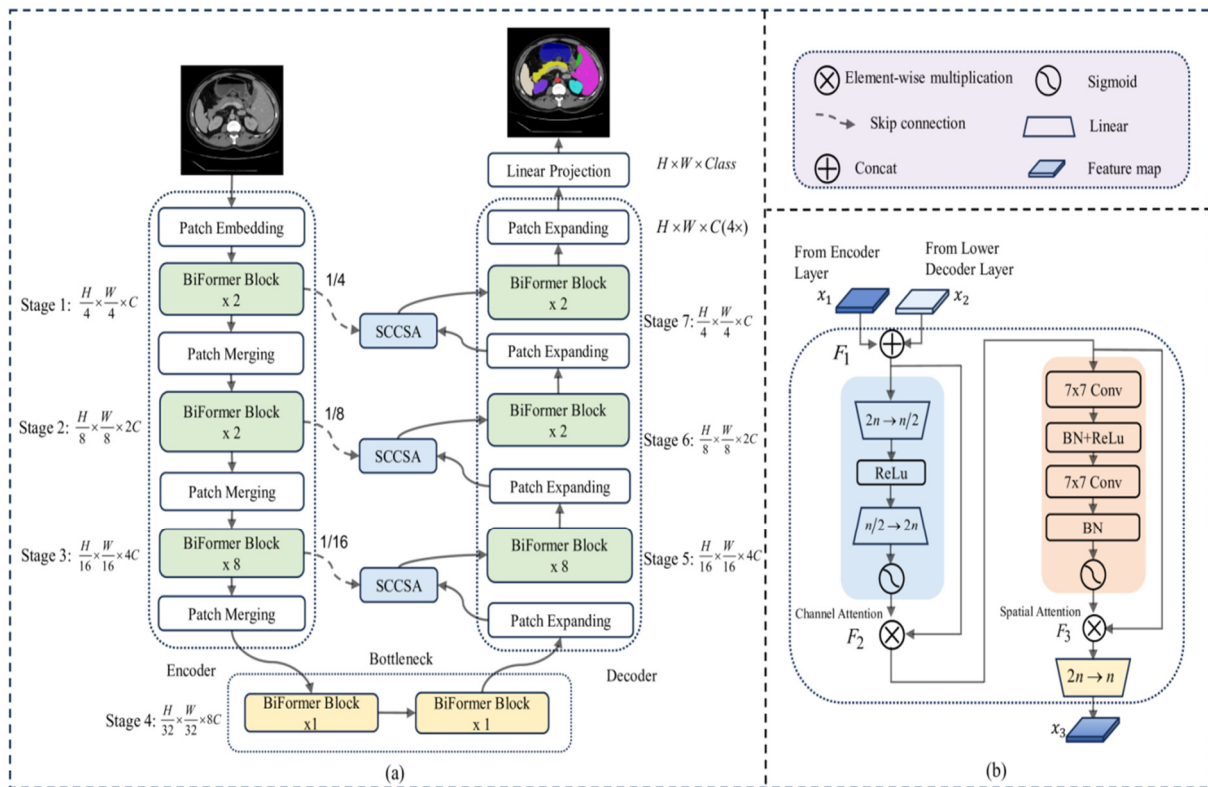 Patch Embedding
Stage 1: H/4 × W/4 × C
BiFormer Block
x 2
1/4
Patch Merging
Stage 2: H/8 × W/8 × 2C
BiFormer Block
x 2
1/8
Patch Merging
Stage 3: H/16 × W/16 × 4C
BiFormer Block
x 8
1/16
Patch Merging
Encoder
Bottleneck
Decoder
Stage 4: H/32 × W/32 × 8C
BiFormer Block
x1
BiFormer Block
x 1
SCCSA
SCCSA
SCCSA
Linear Projection
H × W × Class
Patch Expanding
H × W × C(4×)
BiFormer Block
x 2
Stage 7: H/4 × W/4 × C
Patch Expanding
BiFormer Block
x 2
Stage 6: H/8 × W/8 × 2C
Patch Expanding
BiFormer Block
x 8
Stage 5: H/16 × W/16 × 4C
Patch Expanding
(a)
Element-wise multiplication
Sigmoid
Skip connection
Linear
Concat
Feature map
From Encoder
Layer
x₁
From Lower
Decoder Layer
x₂
F₁
2n → n/2
ReLu
n/2 → 2n
Channel Attention
F₂
7x7 Conv
BN+ReLu
7x7 Conv
BN
Spatial Attention
F₃
2n → n
x₃
(b)